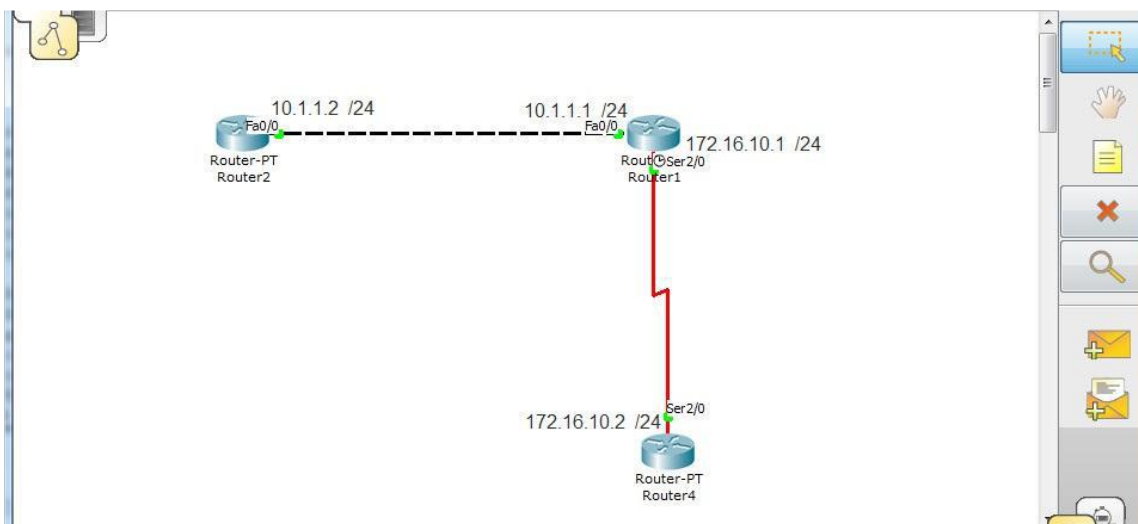 10.1.1.2 /24
Fa0/0
Router-PT
Router2
10.1.1.1 /24
Fa0/0
172.16.10.1 /24
Ser2/0
Router1
Ser2/0
172.16.10.2 /24
Router-PT
Router4